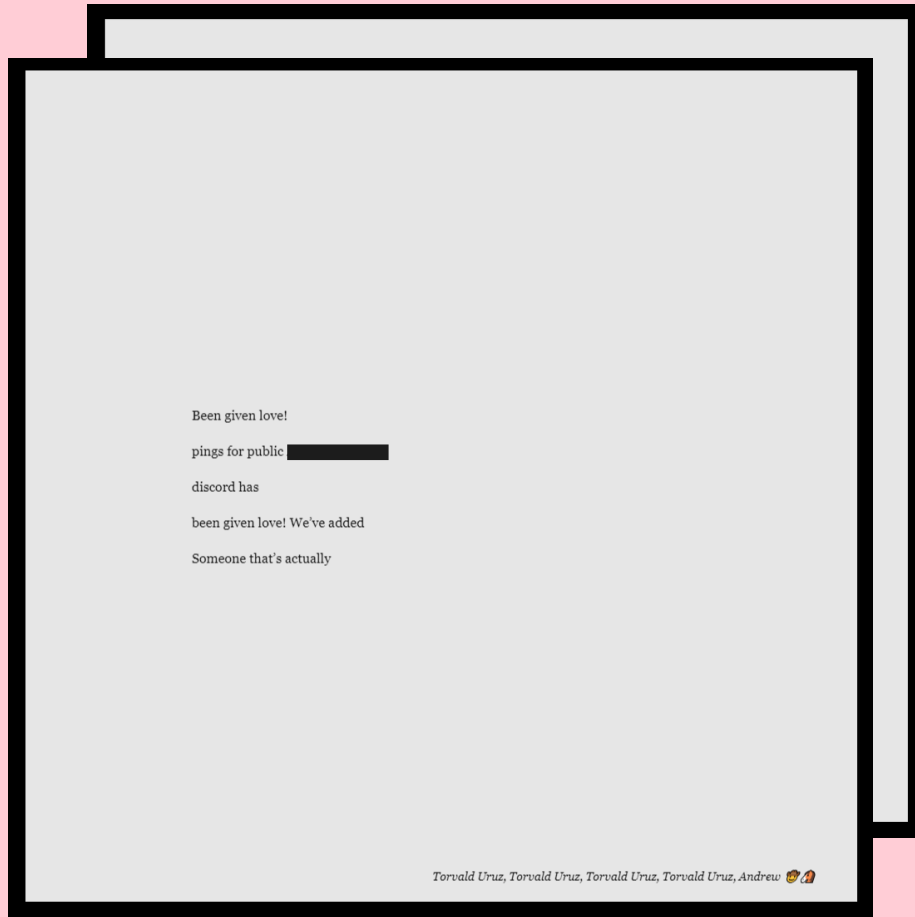 Been given love!
pings for public
discord has
been given love! We've added
Someone that's actually
Torvald Uruz, Torvald Uruz, Torvald Uruz, Torvald Uruz, Andrew 🤠🦧